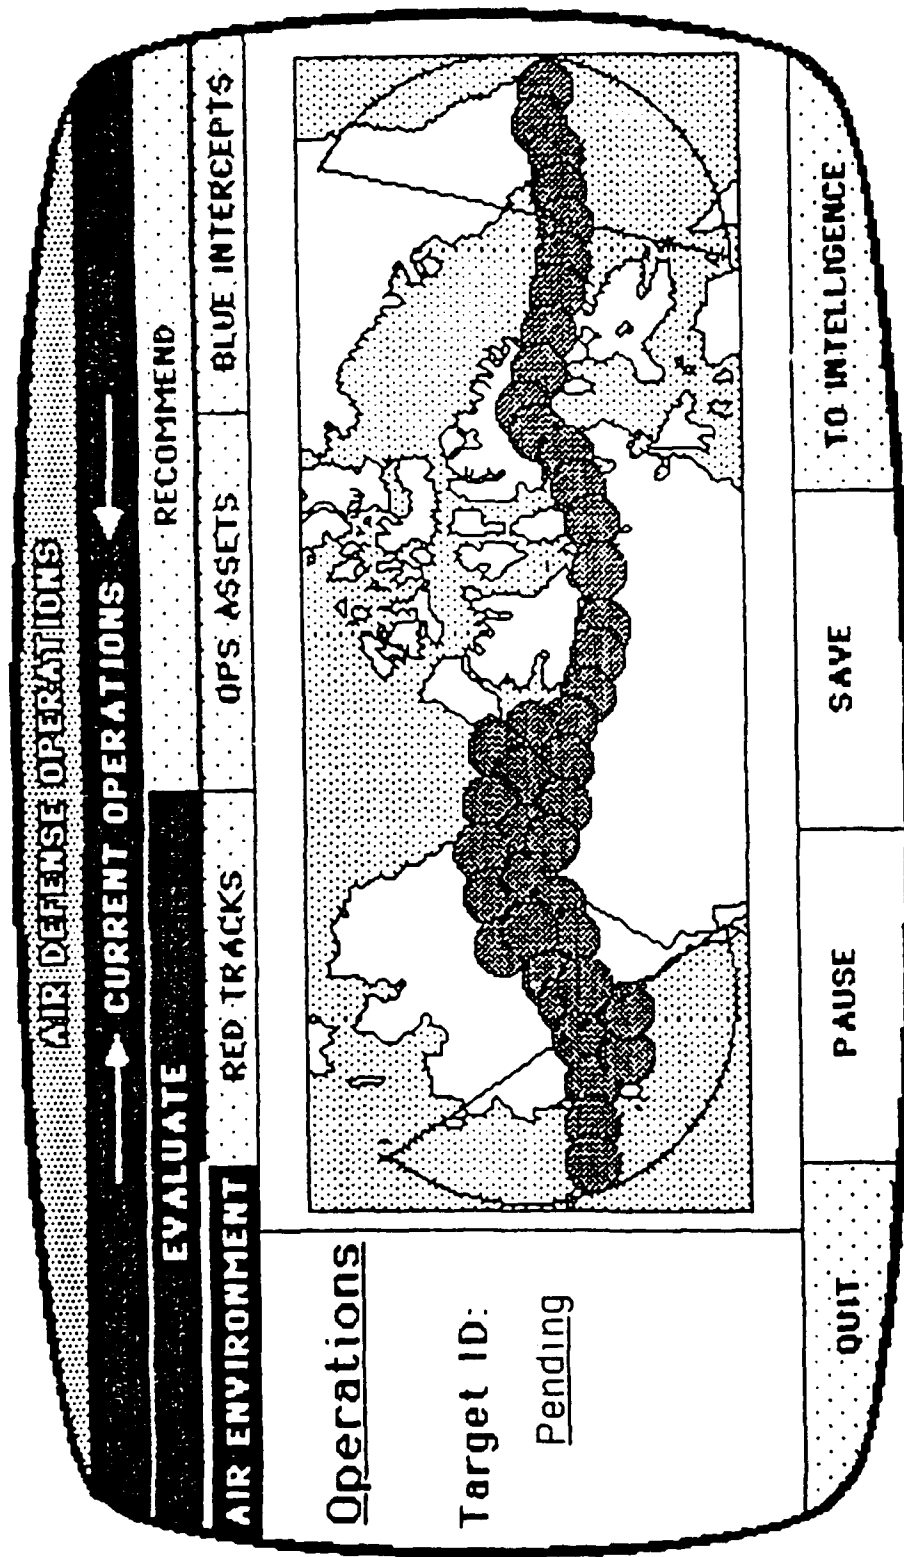 AIR DEFENSE OPERATIONS
CURRENT OPERATIONS
EVALUATE RECOMMEND
AIR ENVIRONMENT RED TRACKS OPS ASSETS BLUE INTERCEPTS
Operations
Target ID:
Pending
QUIT PAUSE SAVE TO INTELLIGENCE